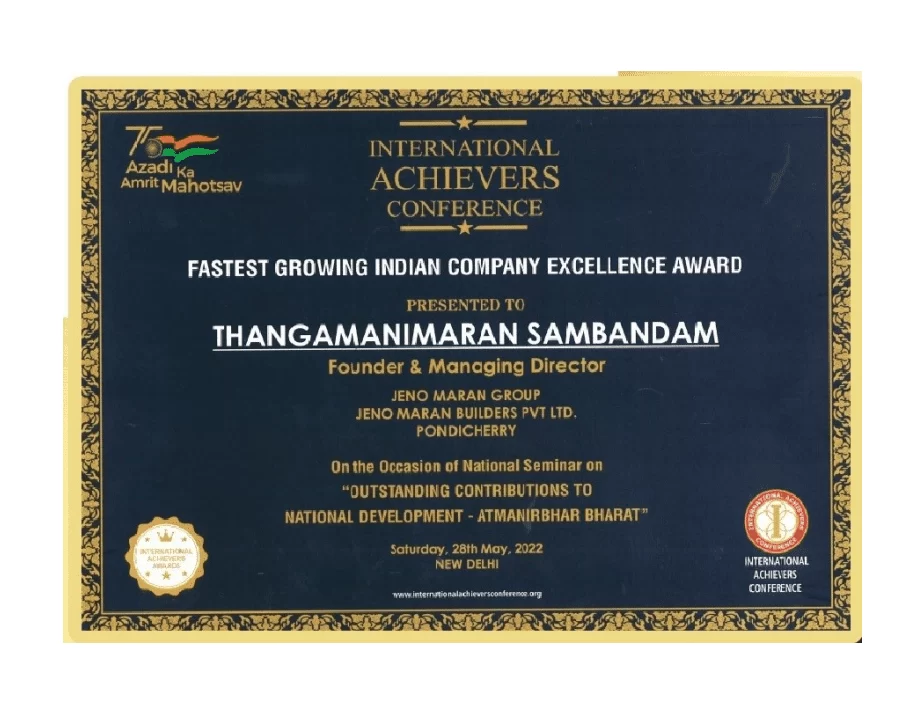 75
Azadi Ka
Amrit Mahotsav
INTERNATIONAL
ACHIEVERS
CONFERENCE
FASTEST GROWING INDIAN COMPANY EXCELLENCE AWARD
PRESENTED TO
THANGAMANIMARAN SAMBANDAM
Founder & Managing Director
JENO MARAN GROUP
JENO MARAN BUILDERS PVT LTD.
PONDICHERRY
On the Occasion of National Seminar on
“OUTSTANDING CONTRIBUTIONS TO
NATIONAL DEVELOPMENT - ATMANIRBHAR BHARAT”
Saturday, 28th May, 2022
NEW DELHI
www.internationalachieversconference.org
INTERNATIONAL
ACHIEVERS
AWARDS
INTERNATIONAL ACHIEVERS
CONFERENCE
I
INTERNATIONAL
ACHIEVERS
CONFERENCE